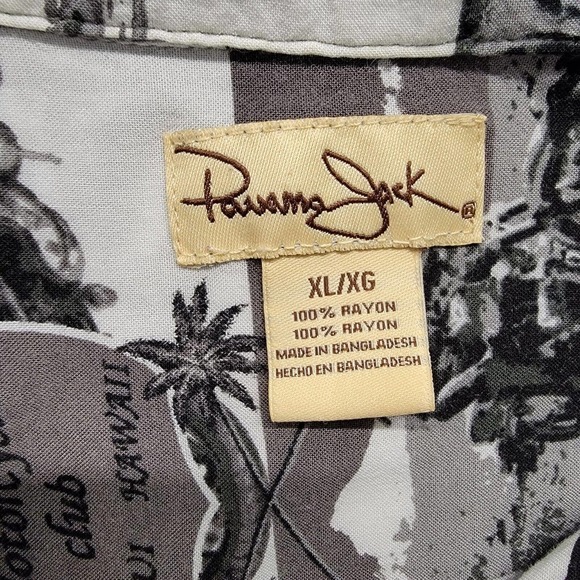 Panama Jack ®
XL/XG
100% RAYON
100% RAYON
MADE IN BANGLADESH
HECHO EN BANGLADESH
HAWAII
club